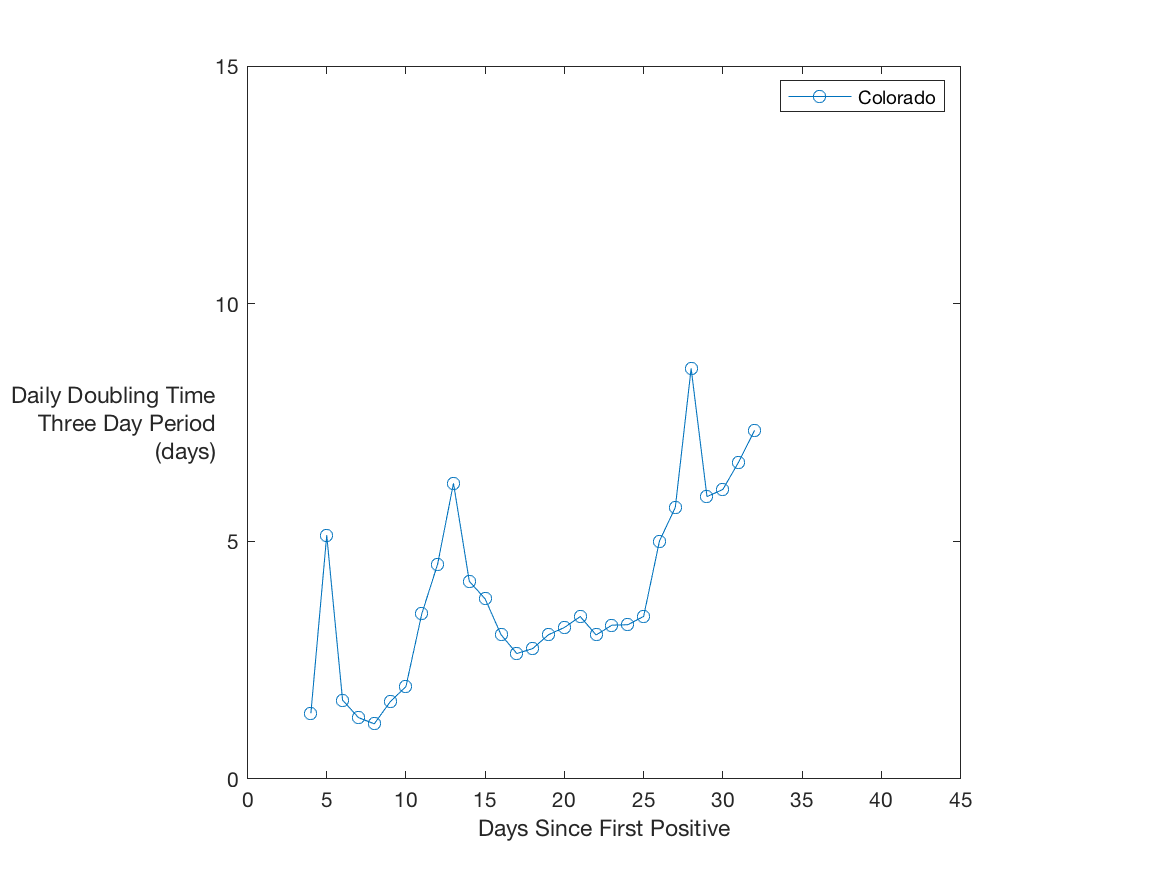 15
Colorado
10
Daily Doubling Time
Three Day Period
(days)
5
0
0 5 10 15 20 25 30 35 40 45
Days Since First Positive